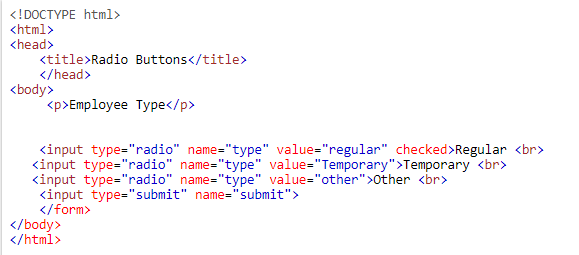 <!DOCTYPE html>
<html>
<head>
<title>Radio Buttons</title>
</head>
<body>
<p>Employee Type</p>
<input type="radio" name="type" value="regular" checked>Regular <br>
<input type="radio" name="type" value="Temporary">Temporary <br>
<input type="radio" name="type" value="other">Other <br>
<input type="submit" name="submit">
</form>
</body>
</html>